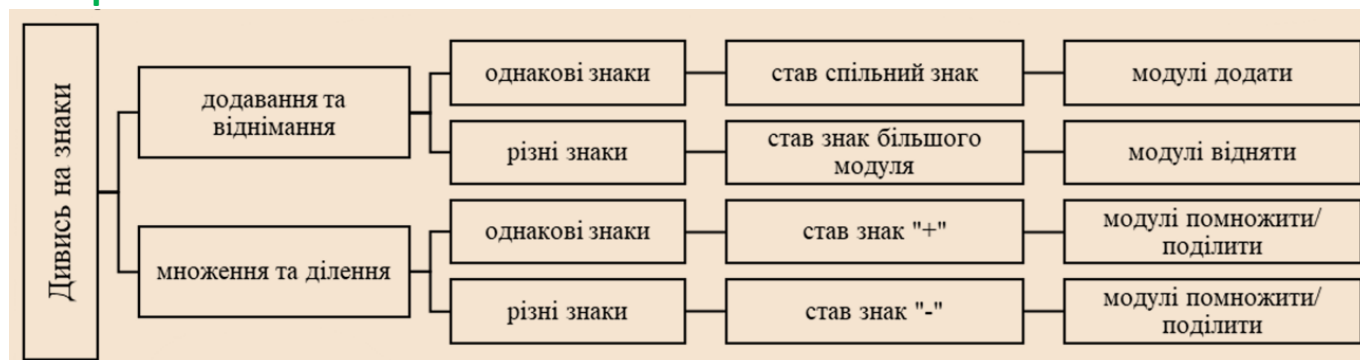 Дивись на знаки
додавання та
віднімання
однакові знаки
став спільний знак
модулі додати
різні знаки
став знак більшого
модуля
модулі відняти
множення та ділення
однакові знаки
став знак "+"
модулі помножити/
поділити
різні знаки
став знак "-"
модулі помножити/
поділити